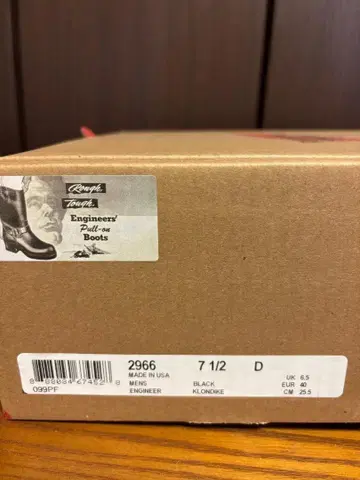 Rough,
Tough,
Engineers'
Pull-on
Boots
2966 7 1/2 D
MADE IN USA
MENS BLACK
ENGINEER KLONDIKE
UK 6.5
EUR 40
CM 25.5
099PF